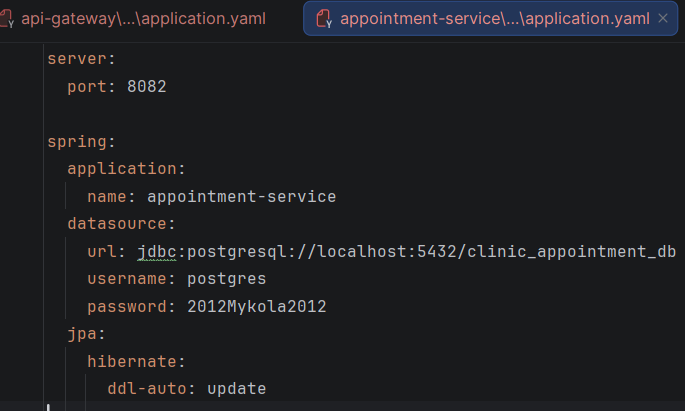 api-gateway\...\application.yaml
appointment-service\...\application.yaml
server:
  port: 8082
spring:
  application:
    name: appointment-service
  datasource:
    url: jdbc:postgresql://localhost:5432/clinic_appointment_db
    username: postgres
    password: 2012Mykola2012
  jpa:
    hibernate:
      ddl-auto: update